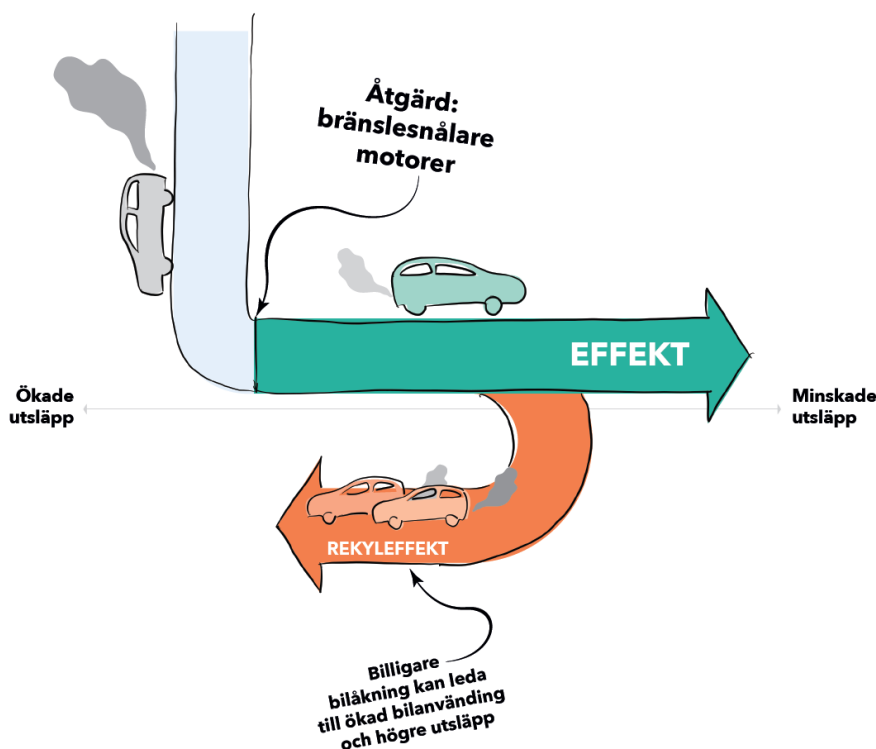 Åtgärd:
bränslesnålare
motorer
EFFEKT
Ökade
utsläpp
Minskade
utsläpp
REKYLEFFEKT
Billigare
bilåkning kan leda
till ökad bilanvänding
och högre utsläpp